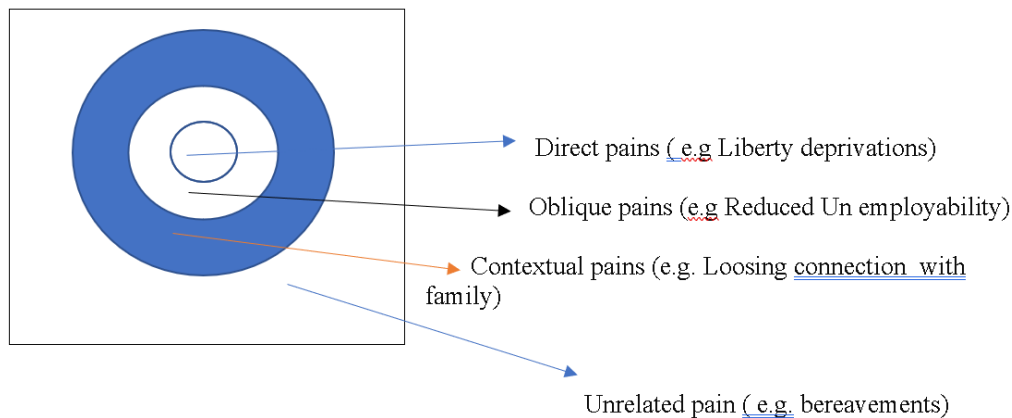 Direct pains ( e.g Liberty deprivations)
Oblique pains (e.g Reduced Un employability)
Contextual pains (e.g. Loosing connection with
family)
Unrelated pain ( e.g. bereavements)